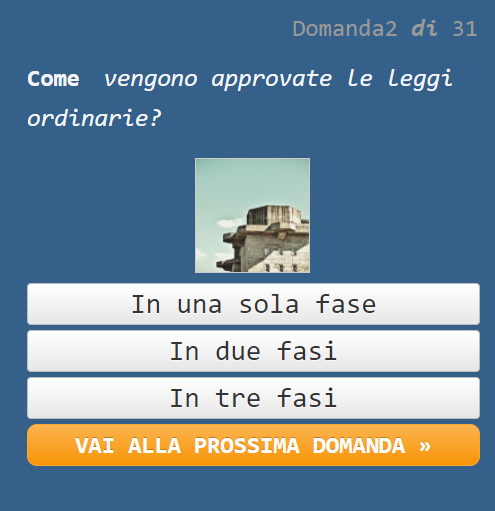 Domanda2 di 31
Come vengono approvate le leggi
ordinarie?
In una sola fase
In due fasi
In tre fasi
VAI ALLA PROSSIMA DOMANDA »